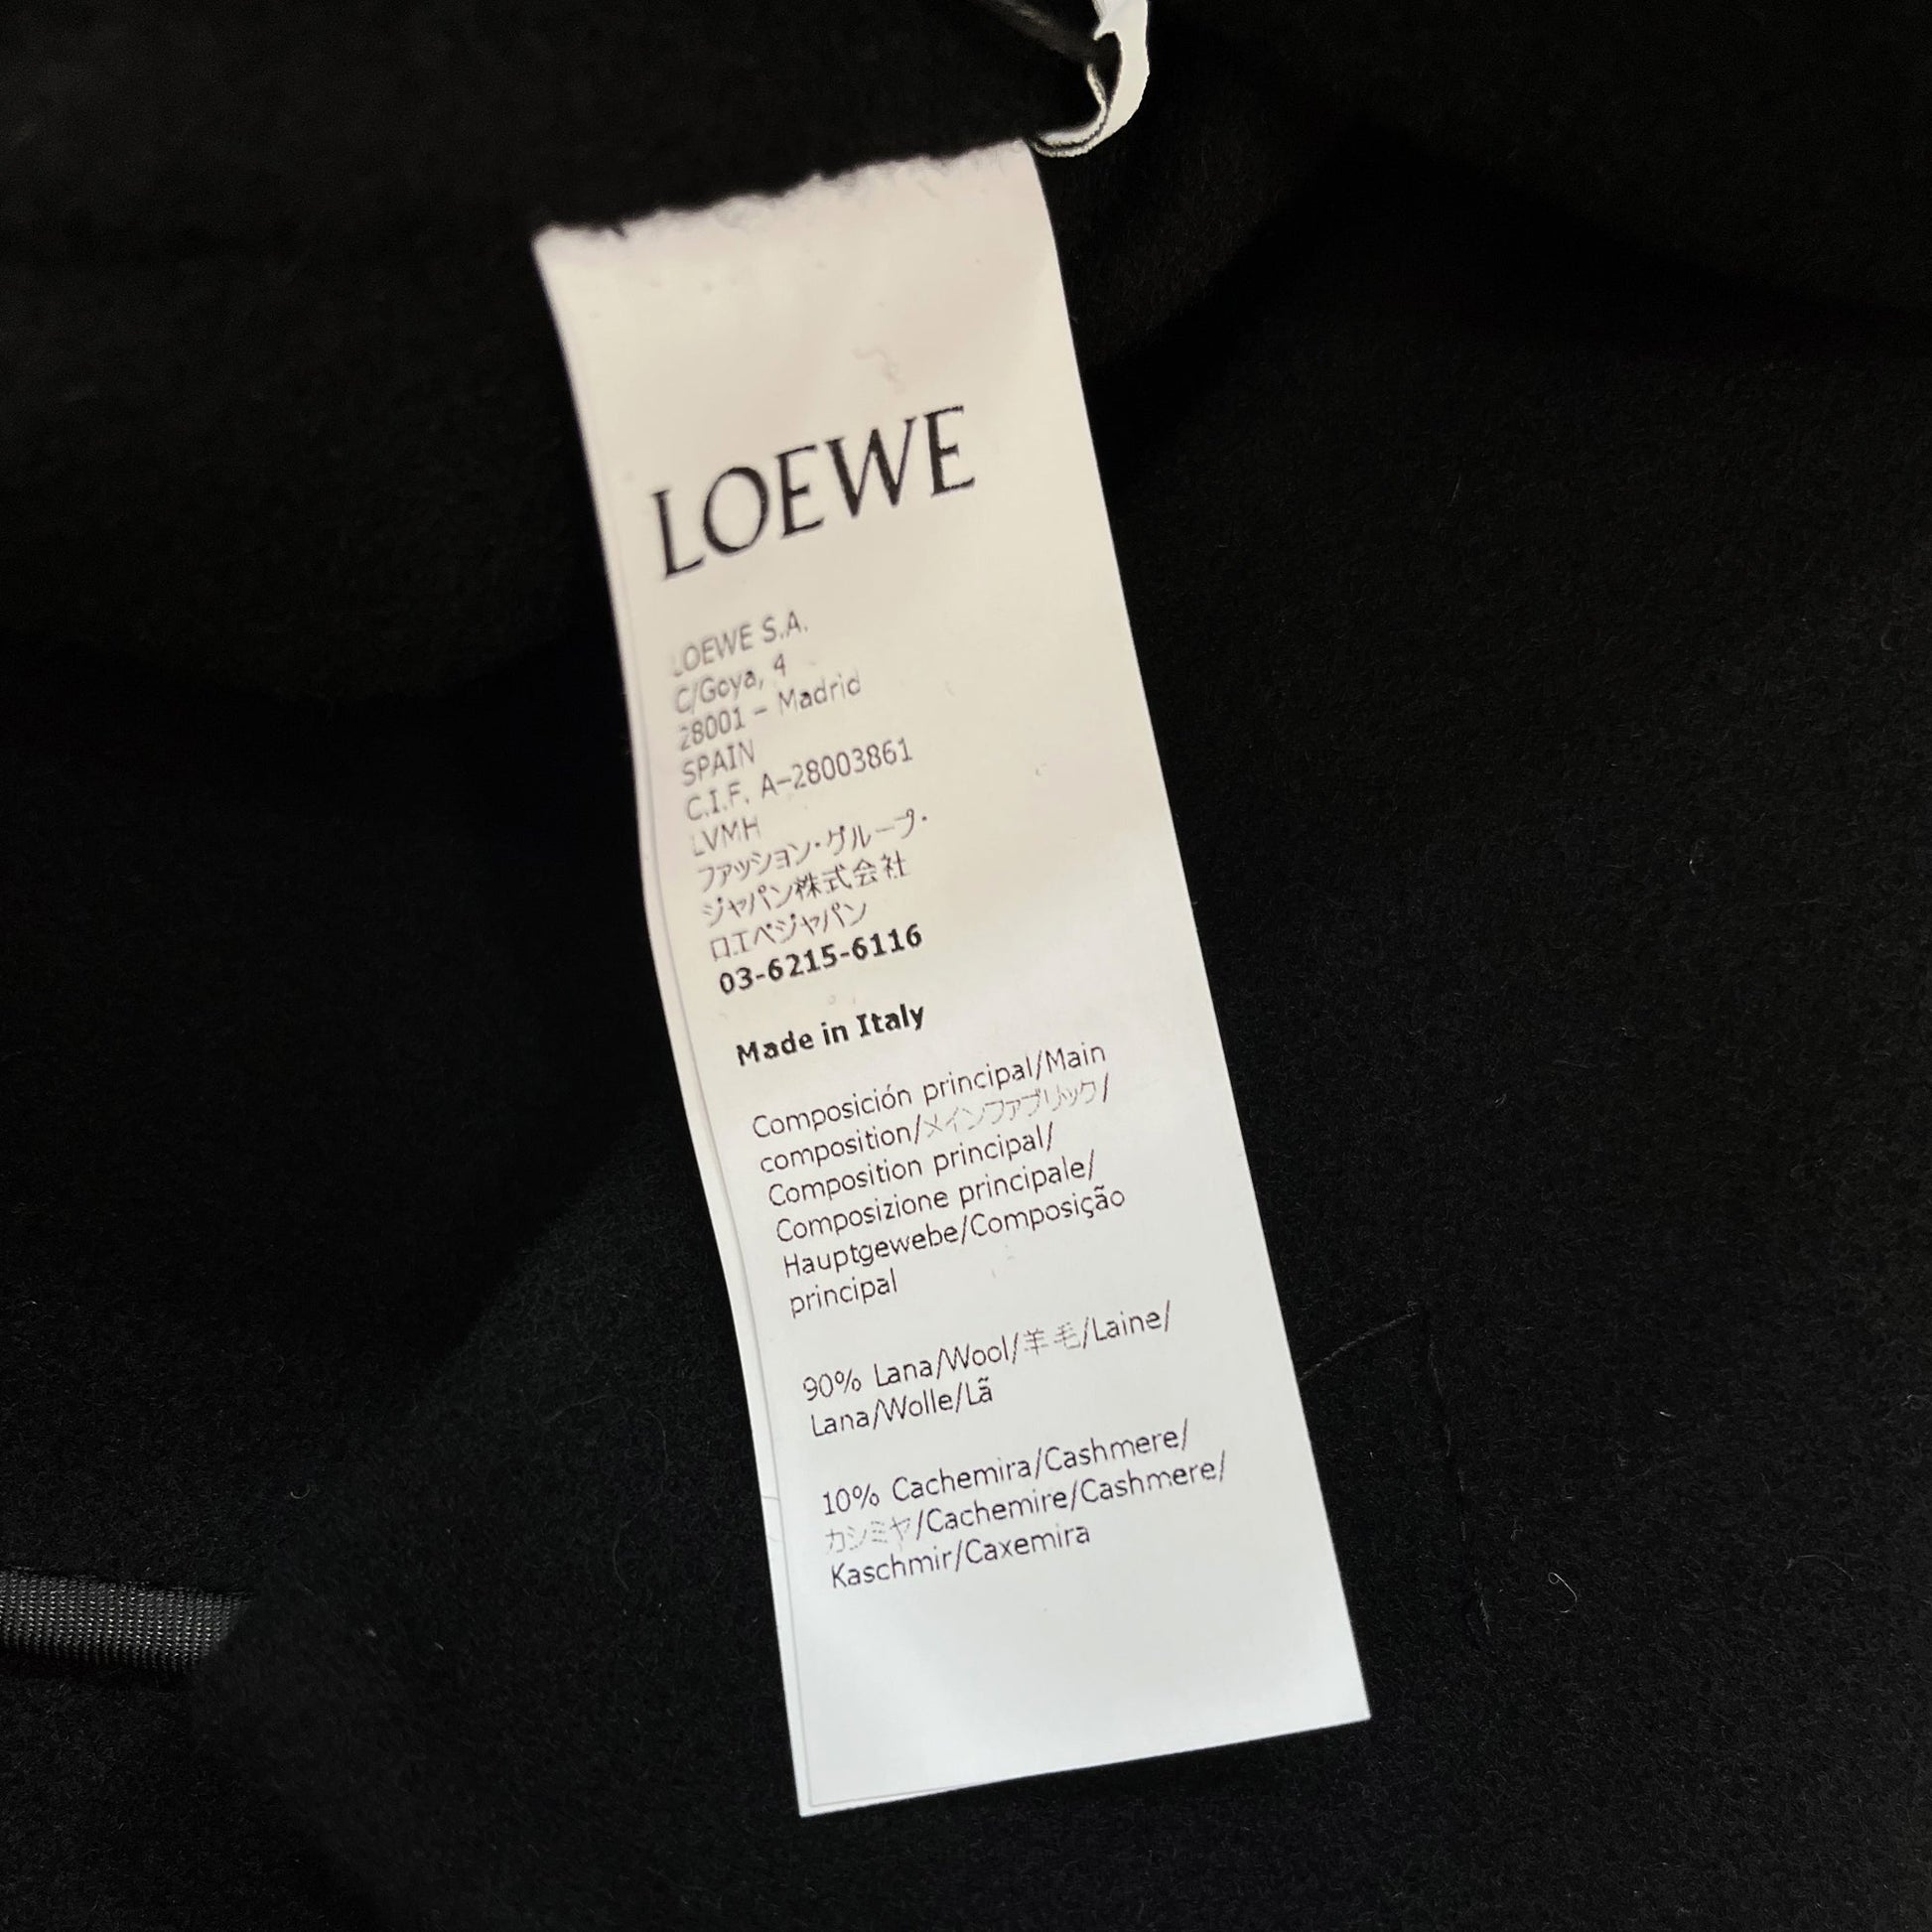 LOEWE
LOEWE S.A.
C/Goya, 4
28001 – Madrid
SPAIN
C.I.F. A–28003861
LVMH
ファッション・グループ・
ジャパン株式会社
ロエベジャパン
03-6215-6116
Made in Italy
Composición principal/Main
composition/メインファブリック/
Composition principal/
Composizione principale/
Hauptgewebe/Composição
principal
90% Lana/Wool/羊毛/Laine/
Lana/Wolle/Lã
10% Cachemira/Cashmere/
カシミヤ/Cachemire/Cashmere/
Kaschmir/Caxemira